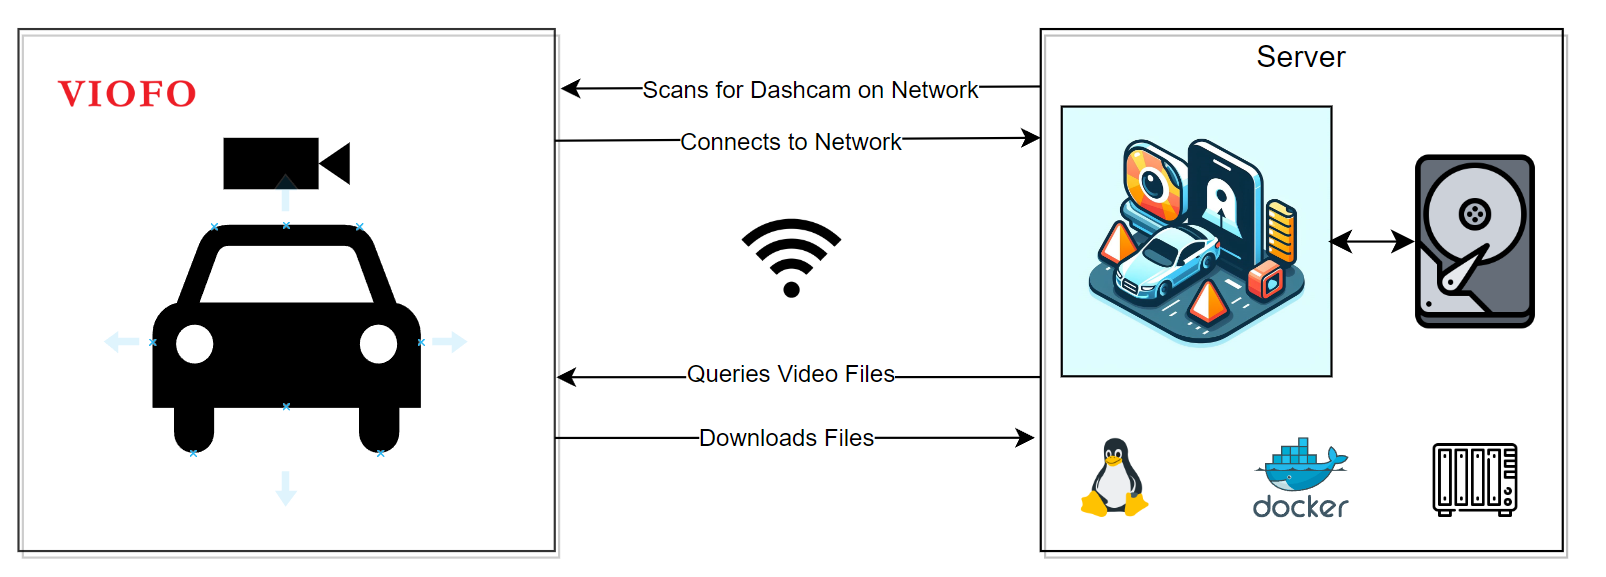 VIOFO
Server
Scans for Dashcam on Network
Connects to Network
Queries Video Files
Downloads Files
docker